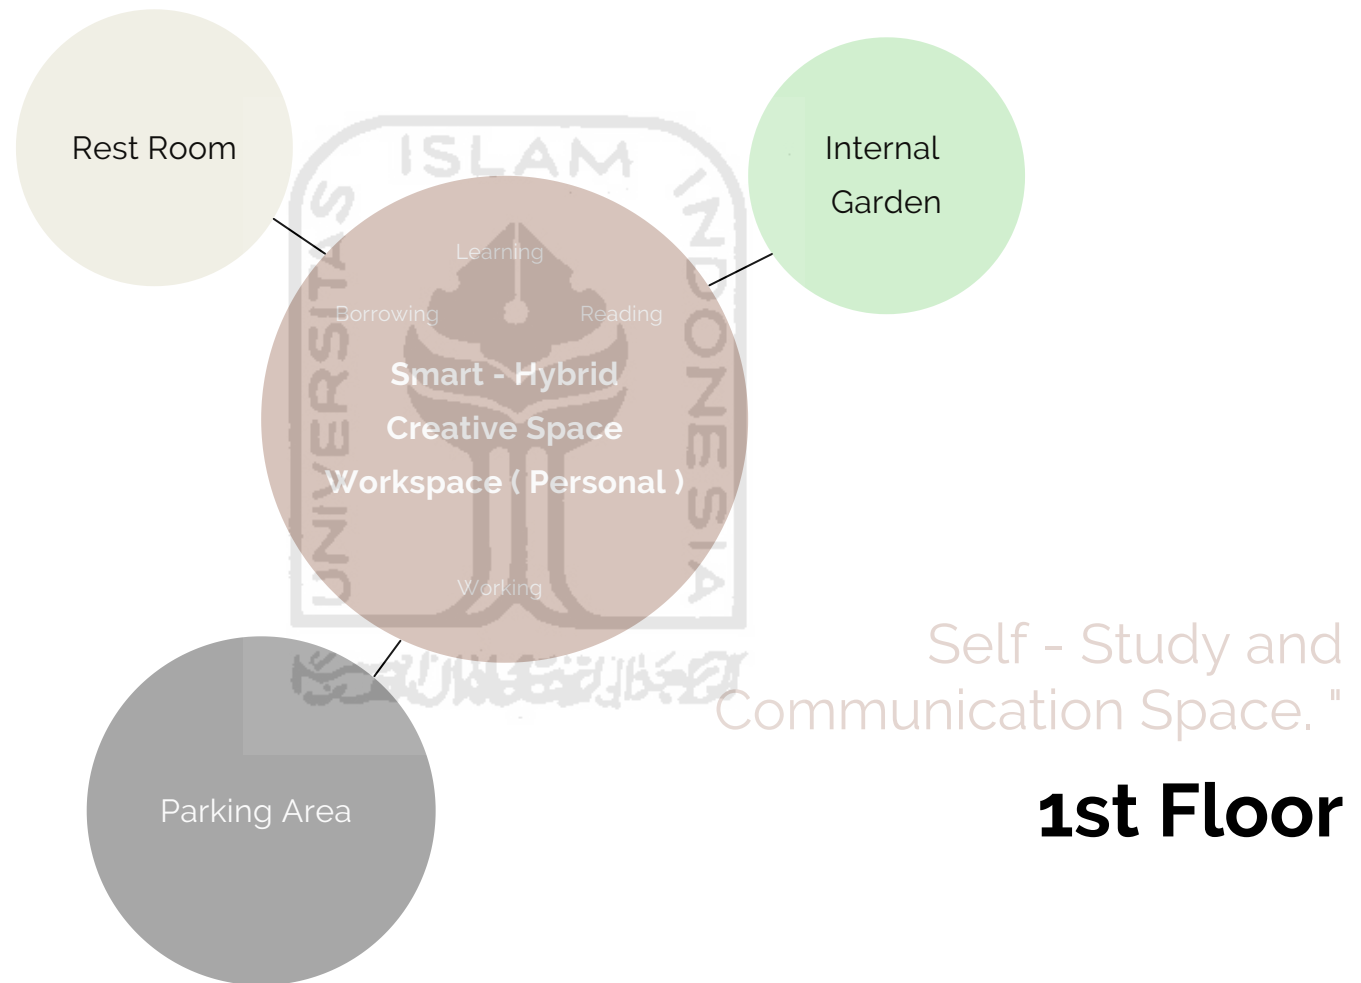 Rest Room
Internal
Garden
UNIVERSITAS ISLAM INDONESIA
Learning
Borrowing
Reading
Smart - Hybrid
Creative Space
Workspace ( Personal )
Working
Self - Study and
Communication Space. "
Parking Area
1st Floor